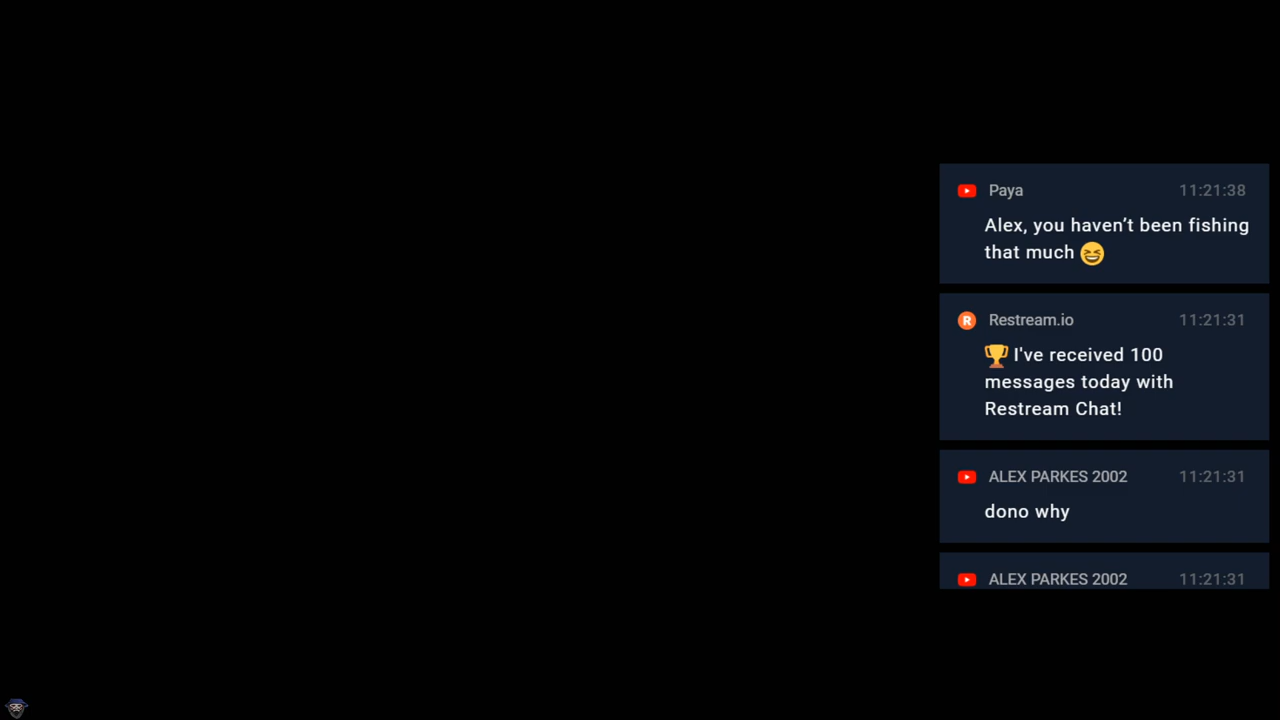 Paya 11:21:38
Alex, you haven’t been fishing
that much 😆
Restream.io 11:21:31
🏆 I've received 100
messages today with
Restream Chat!
ALEX PARKES 2002 11:21:31
dono why
ALEX PARKES 2002 11:21:31